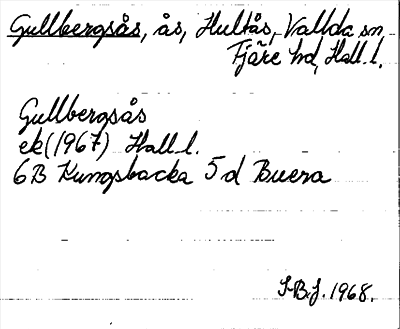 Gullbergsås, ås, Hultås, Vallda sn,
Fjäre hd, Hall. l.
Gullbergsås
ek (1967) Hall l.
6B Kungsbacka 5 d Buera
S.B.J. 1968.